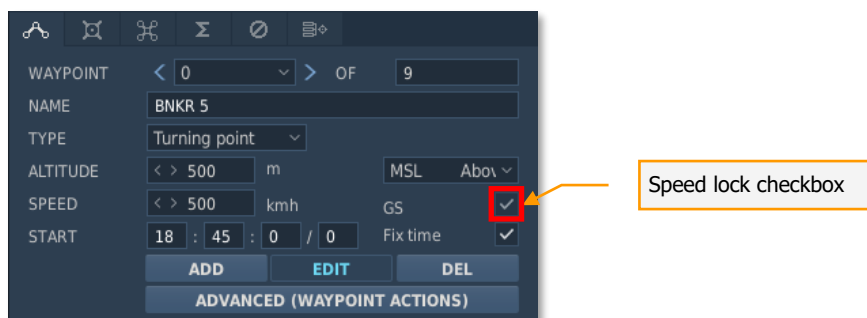 WAYPOINT < 0 > OF 9
NAME BNKR 5
TYPE Turning point
ALTITUDE < > 500 m MSL Abov
SPEED < > 500 kmh GS
START 18 : 45 : 0 / 0 Fix time
ADD EDIT DEL
ADVANCED (WAYPOINT ACTIONS)
Speed lock checkbox